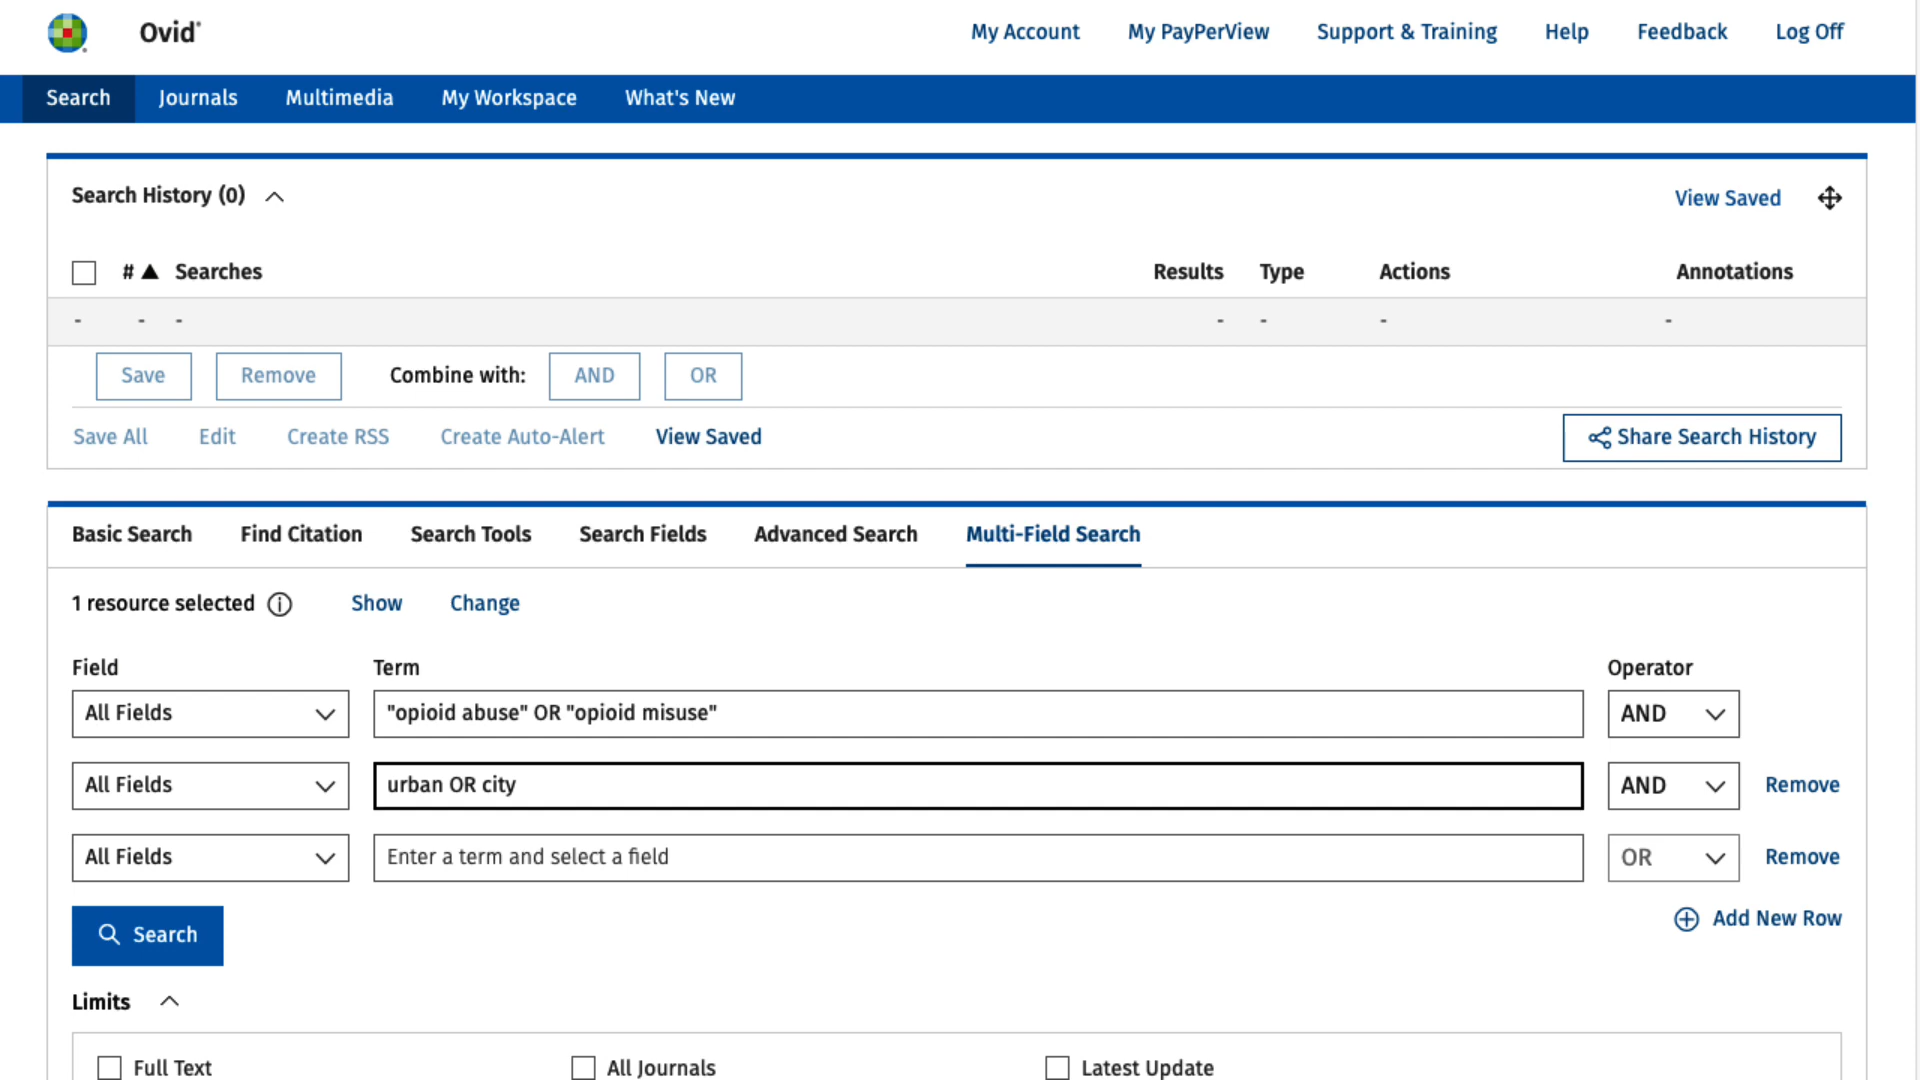 Ovid®
My Account My PayPerView Support & Training Help Feedback Log Off
Search Journals Multimedia My Workspace What's New
Search History (0) View Saved
# ▲ Searches Results Type Actions Annotations
- - - - - - -
Save Remove Combine with: AND OR
Save All Edit Create RSS Create Auto-Alert View Saved Share Search History
Basic Search Find Citation Search Tools Search Fields Advanced Search Multi-Field Search
1 resource selected Show Change
Field Term Operator
All Fields "opioid abuse" OR "opioid misuse" AND
All Fields urban OR city AND Remove
All Fields Enter a term and select a field OR Remove
Search Add New Row
Limits
Full Text All Journals Latest Update